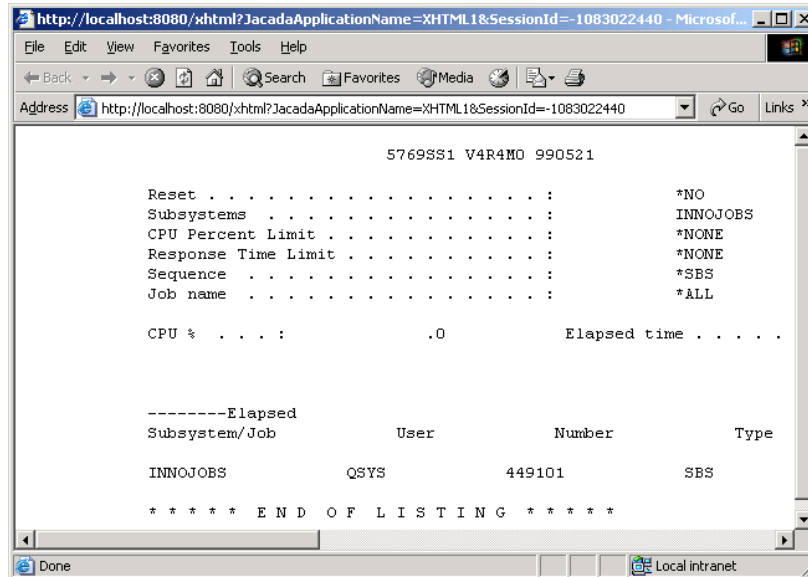 http://localhost:8080/xhtml?JacadaApplicationName=XHTML1&SessionId=-1083022440 - Microsof...
File Edit View Favorites Tools Help
Back Search Favorites Media
Address http://localhost:8080/xhtml?JacadaApplicationName=XHTML1&SessionId=-1083022440 Go Links »
5769SS1 V4R4M0 990521
Reset . . . . . . . . . . . . . . . . . . : *NO
Subsystems . . . . . . . . . . . . . . . : INNOJOBS
CPU Percent Limit . . . . . . . . . . . . : *NONE
Response Time Limit . . . . . . . . . . . : *NONE
Sequence . . . . . . . . . . . . . . . . : *SBS
Job name . . . . . . . . . . . . . . . . : *ALL
CPU % . . . : .0 Elapsed time . . . . .
--------Elapsed
Subsystem/Job User Number Type
INNOJOBS QSYS 449101 SBS
* * * * * E N D O F L I S T I N G * * * * *
Done Local intranet